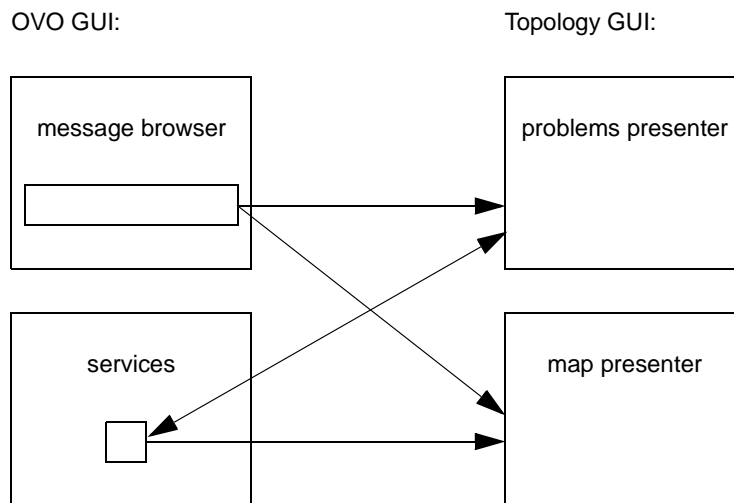 OVO GUI:
Topology GUI:
message browser
problems presenter
services
map presenter